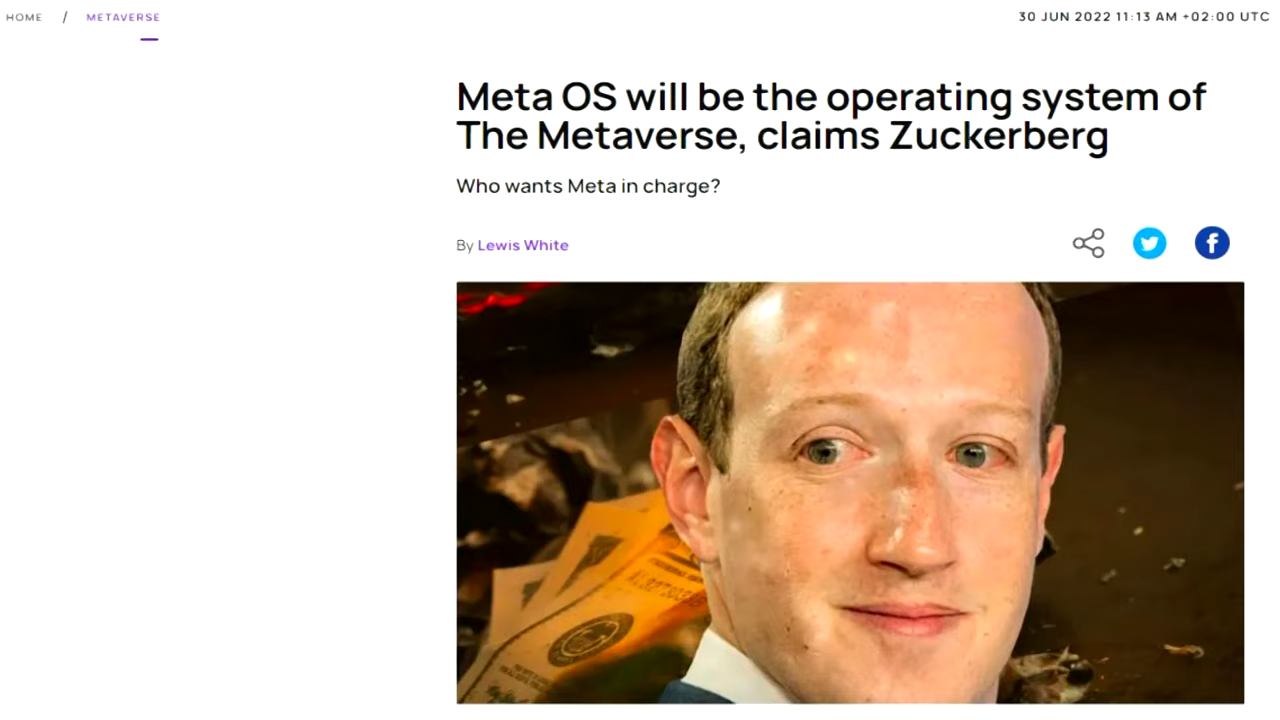 HOME / METAVERSE
30 JUN 2022 11:13 AM +02:00 UTC
Meta OS will be the operating system of
The Metaverse, claims Zuckerberg
Who wants Meta in charge?
By Lewis White